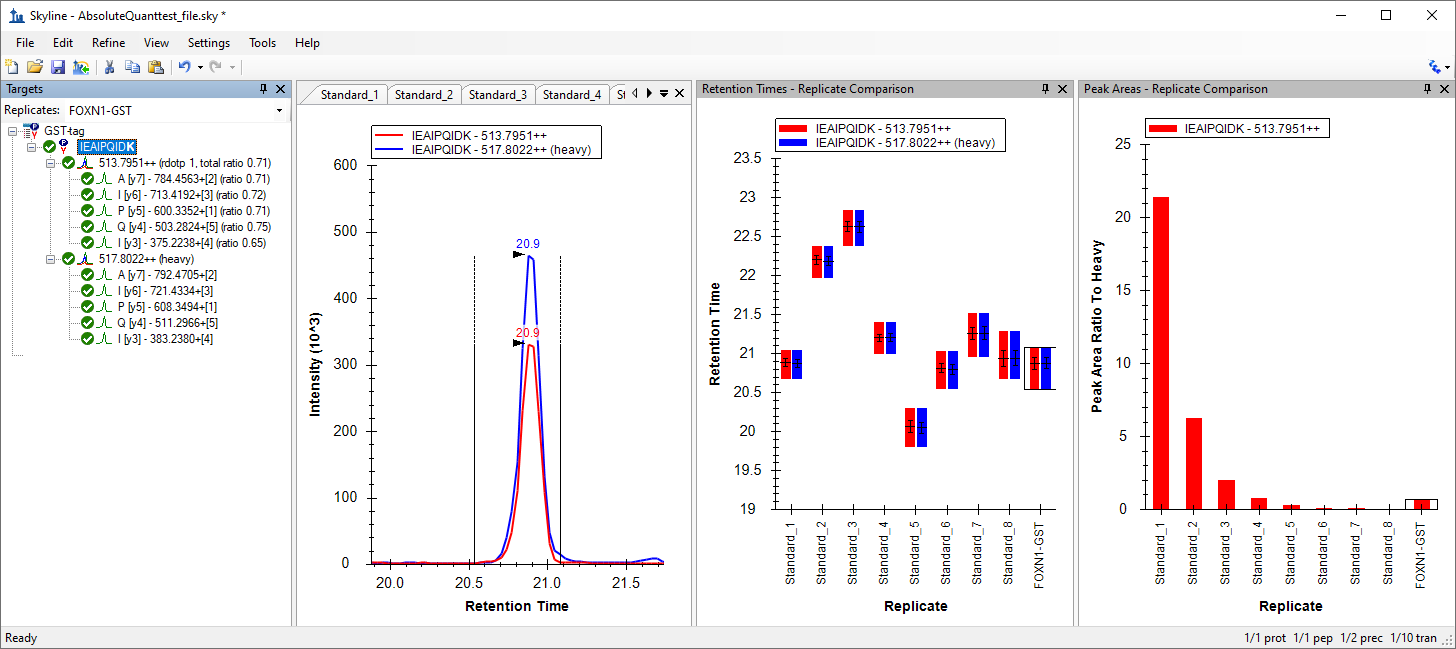 Skyline - AbsoluteQuanttest_file.sky *
File Edit Refine View Settings Tools Help
Targets
Replicates: FOXN1-GST
GST-tag
IEAIPQIDK
513.7951++ (rdotp 1, total ratio 0.71)
A [y7] - 784.4563+[2] (ratio 0.71)
I [y6] - 713.4192+[3] (ratio 0.72)
P [y5] - 600.3352+[1] (ratio 0.71)
Q [y4] - 503.2824+[5] (ratio 0.75)
I [y3] - 375.2238+[4] (ratio 0.65)
517.8022++ (heavy)
A [y7] - 792.4705+[2]
I [y6] - 721.4334+[3]
P [y5] - 608.3494+[1]
Q [y4] - 511.2966+[5]
I [y3] - 383.2380+[4]
Standard_1 Standard_2 Standard_3 Standard_4 St
IEAIPQIDK - 513.7951++
IEAIPQIDK - 517.8022++ (heavy)
600
500
400
300
200
100
0
Intensity (10^3)
20.9
20.9
20.0 20.5 21.0 21.5
Retention Time
Retention Times - Replicate Comparison
IEAIPQIDK - 513.7951++
IEAIPQIDK - 517.8022++ (heavy)
23.5
23
22.5
22
21.5
21
20.5
20
19.5
19
Retention Time
Standard_1
Standard_2
Standard_3
Standard_4
Standard_5
Standard_6
Standard_7
Standard_8
FOXN1-GST
Replicate
Peak Areas - Replicate Comparison
IEAIPQIDK - 513.7951++
25
20
15
10
5
0
Peak Area Ratio To Heavy
Standard_1
Standard_2
Standard_3
Standard_4
Standard_5
Standard_6
Standard_7
Standard_8
FOXN1-GST
Replicate
Ready
1/1 prot 1/1 pep 1/2 prec 1/10 tran